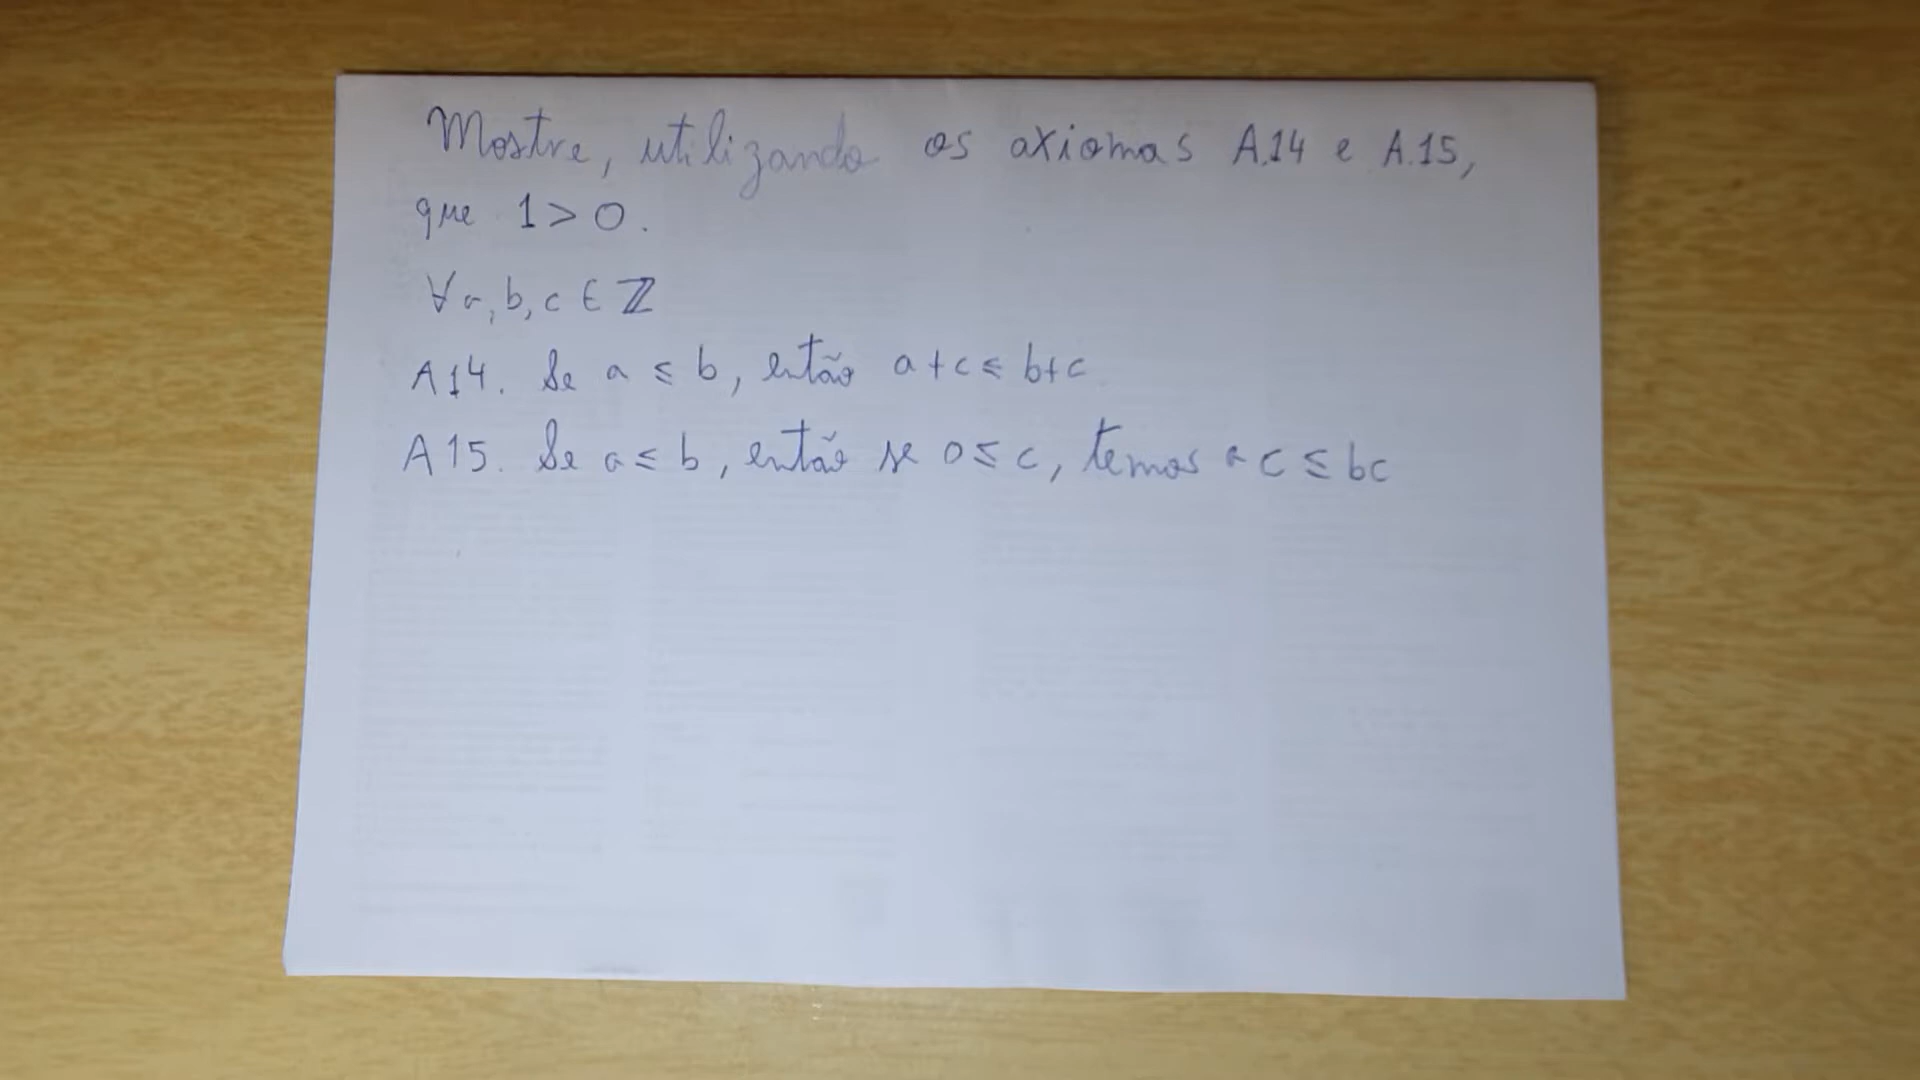 Mostre, utilizando os axiomas A.14 e A.15,
que 1 > 0.
∀ a, b, c ∈ ℤ
A14. Se a ≤ b, então a + c ≤ b + c
A15. Se a ≤ b, então se 0 ≤ c, temos a c ≤ bc